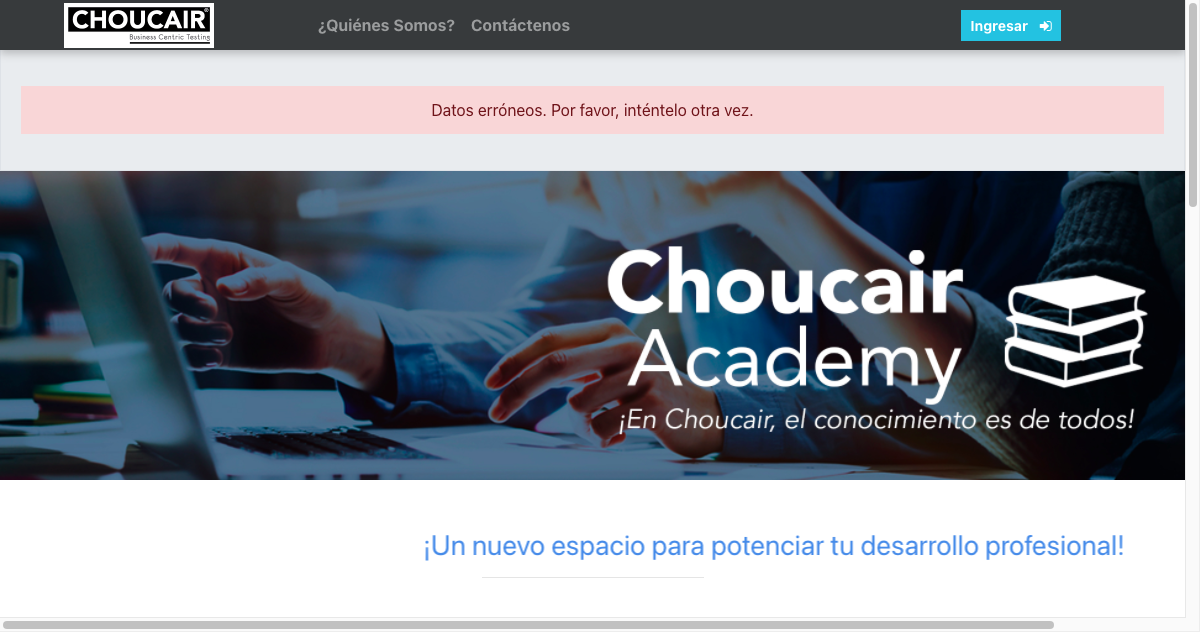 CHOUCAIR®
Business Centric Testing
¿Quiénes Somos?
Contáctenos
Ingresar
Datos erróneos. Por favor, inténtelo otra vez.
Choucair
Academy
¡En Choucair, el conocimiento es de todos!
¡Un nuevo espacio para potenciar tu desarrollo profesional!